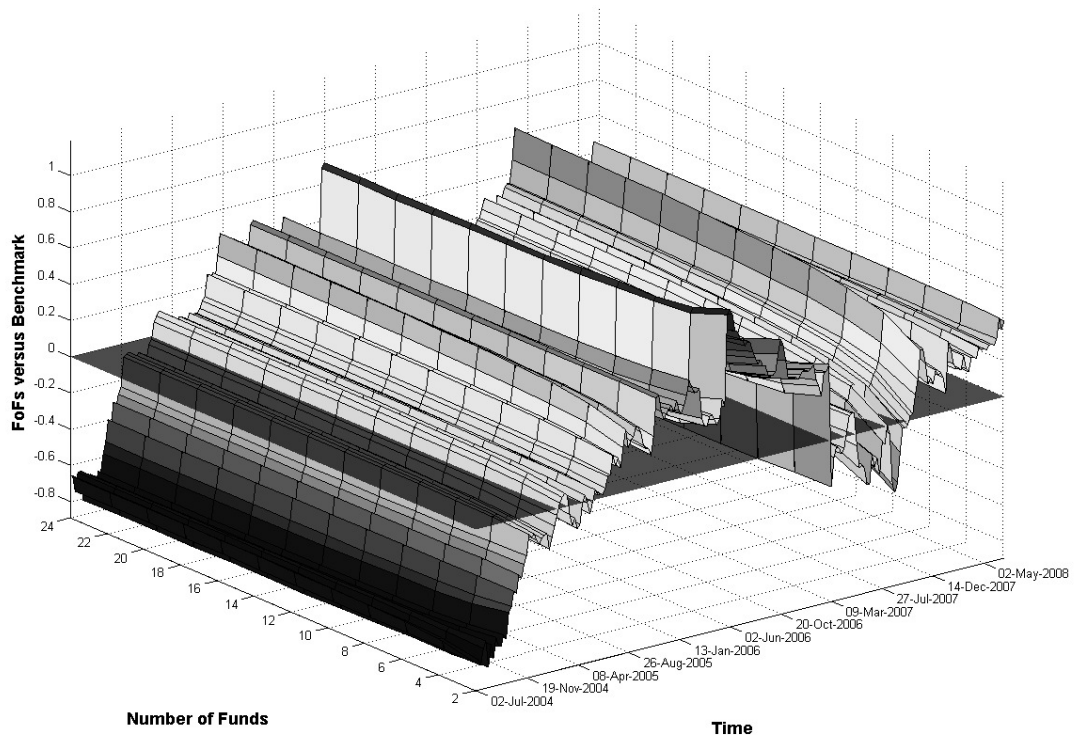 FoFs versus Benchmark
1
0.8
0.6
0.4
0.2
0
-0.2
-0.4
-0.6
-0.8
24
22
20
18
16
14
12
10
8
6
4
2
Number of Funds
02-Jul-2004
19-Nov-2004
08-Apr-2005
26-Aug-2005
13-Jan-2006
02-Jun-2006
20-Oct-2006
09-Mar-2007
27-Jul-2007
14-Dec-2007
02-May-2008
Time